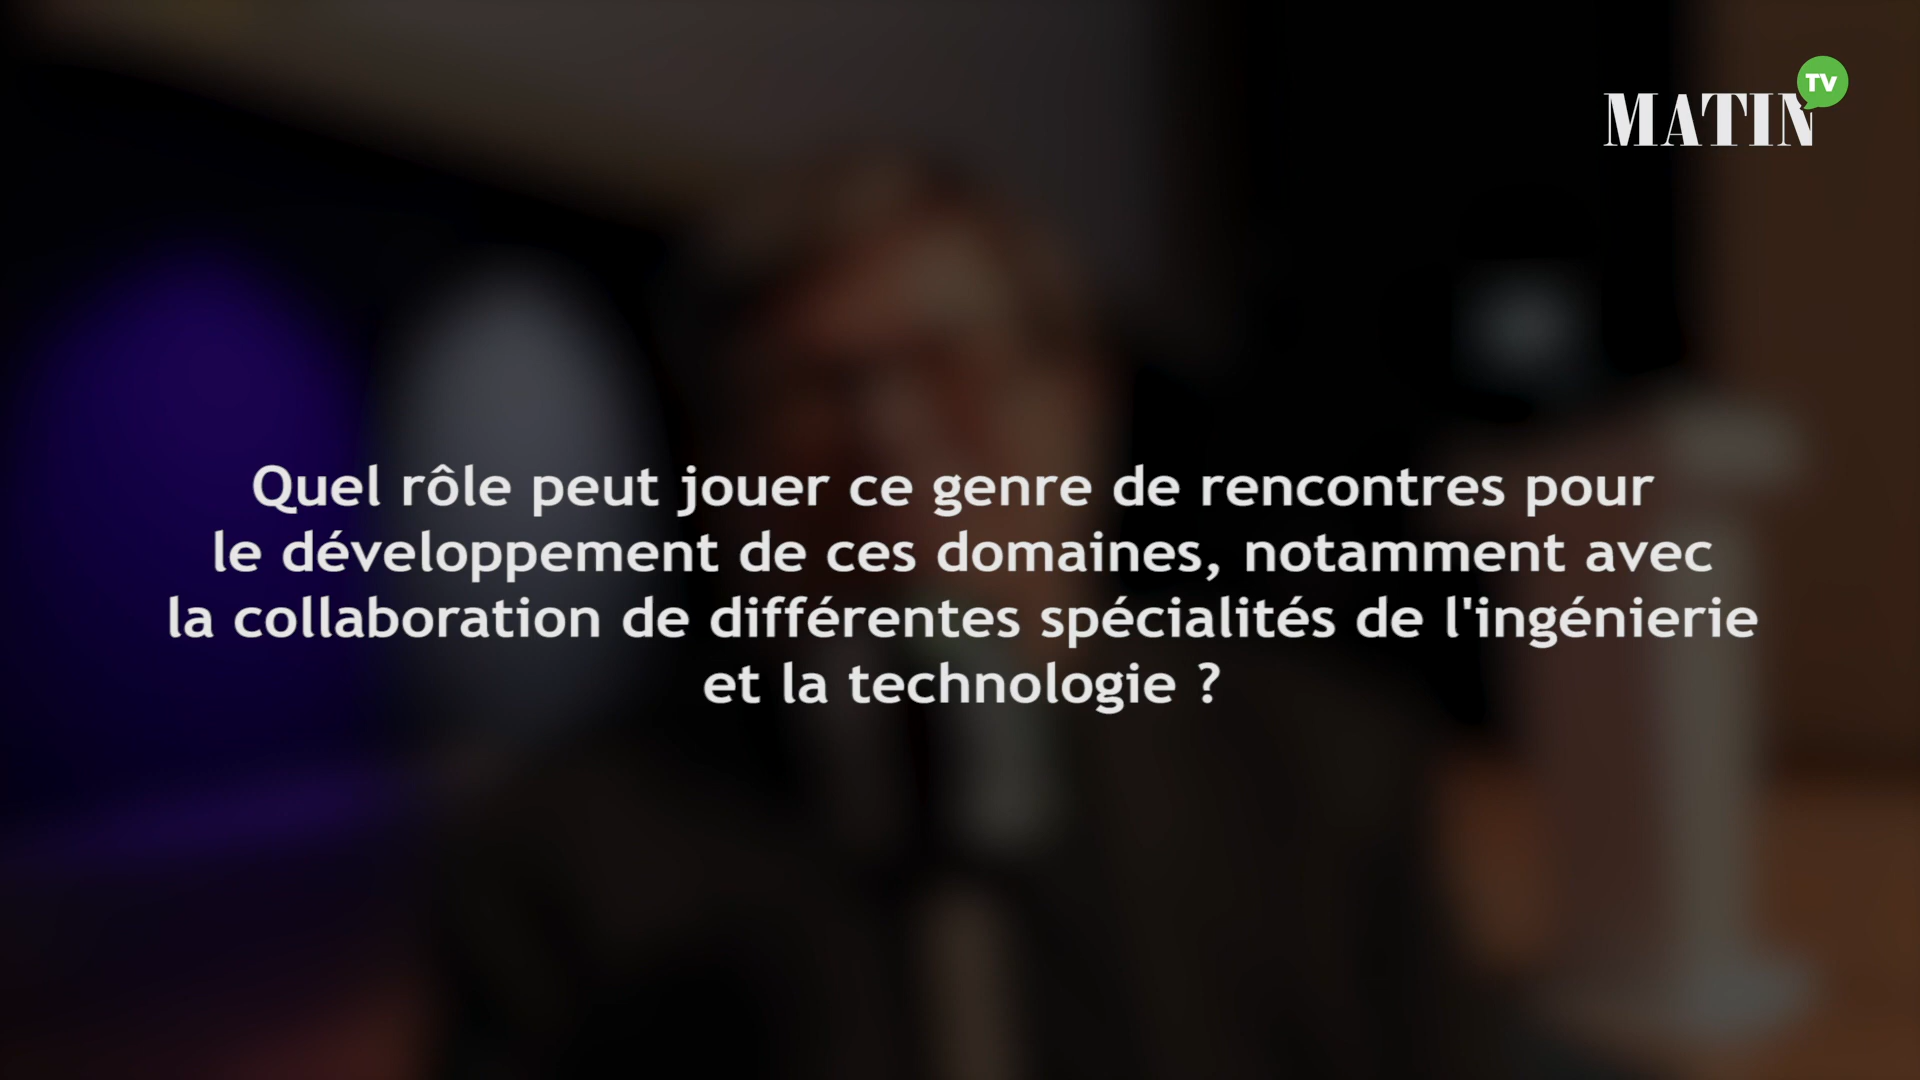 TV
MATIN
Quel rôle peut jouer ce genre de rencontres pour
le développement de ces domaines, notamment avec
la collaboration de différentes spécialités de l'ingénierie
et la technologie ?